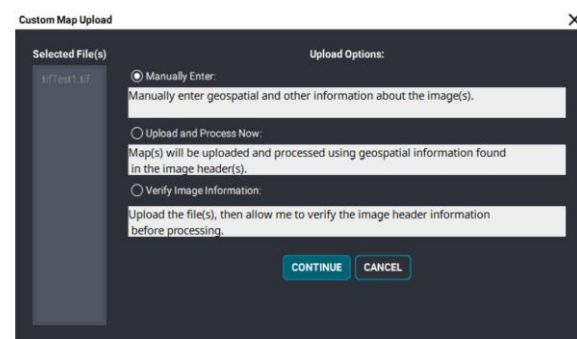 Custom Map Upload
Selected File(s)
Upload Options:
tifTest1.tif
Manually Enter:
Manually enter geospatial and other information about the image(s).
Upload and Process Now:
Map(s) will be uploaded and processed using geospatial information found
in the image header(s).
Verify Image Information:
Upload the file(s), then allow me to verify the image header information
before processing.
CONTINUE
CANCEL